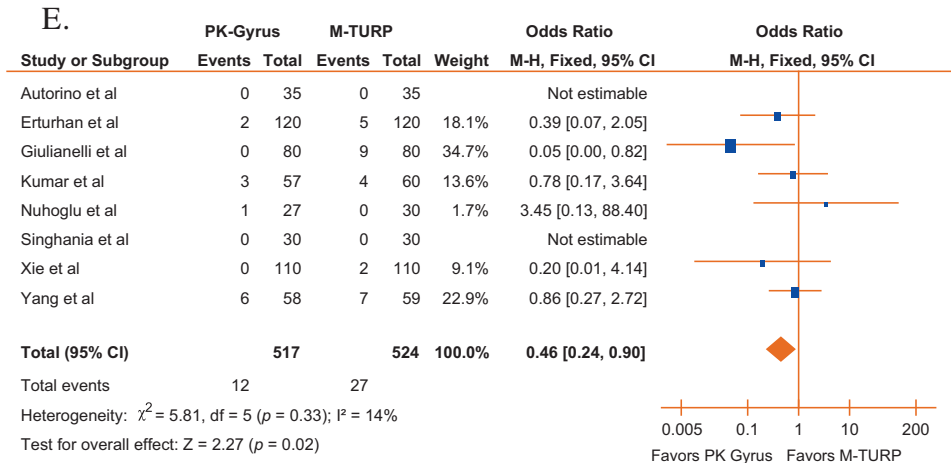 E.
PK-Gyrus M-TURP Odds Ratio Odds Ratio
Study or Subgroup Events Total Events Total Weight M-H, Fixed, 95% CI M-H, Fixed, 95% CI
Autorino et al 0 35 0 35 Not estimable
Erturhan et al 2 120 5 120 18.1% 0.39 [0.07, 2.05]
Giulianelli et al 0 80 9 80 34.7% 0.05 [0.00, 0.82]
Kumar et al 3 57 4 60 13.6% 0.78 [0.17, 3.64]
Nuhoglu et al 1 27 0 30 1.7% 3.45 [0.13, 88.40]
Singhania et al 0 30 0 30 Not estimable
Xie et al 0 110 2 110 9.1% 0.20 [0.01, 4.14]
Yang et al 6 58 7 59 22.9% 0.86 [0.27, 2.72]
Total (95% CI) 517 524 100.0% 0.46 [0.24, 0.90]
Total events 12 27
Heterogeneity: χ² = 5.81, df = 5 (p = 0.33); I² = 14%
Test for overall effect: Z = 2.27 (p = 0.02)
0.005 0.1 1 10 200
Favors PK Gyrus Favors M-TURP